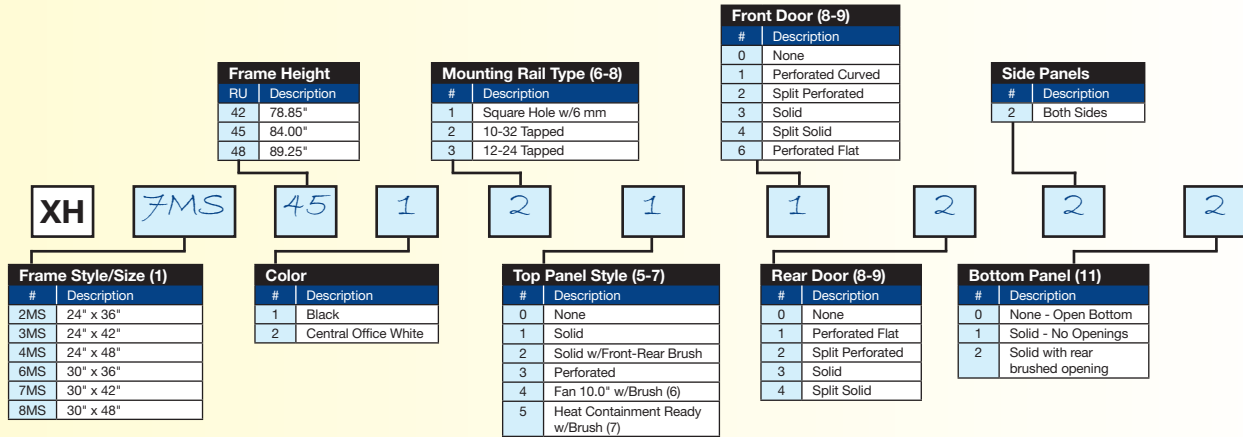 Front Door (8-9)
# Description
0 None
1 Perforated Curved
2 Split Perforated
3 Solid
4 Split Solid
6 Perforated Flat
Frame Height
RU Description
42 78.85"
45 84.00"
48 89.25"
Mounting Rail Type (6-8)
# Description
1 Square Hole w/6 mm
2 10-32 Tapped
3 12-24 Tapped
Side Panels
# Description
2 Both Sides
XH 7MS 45 1 2 1 1 2 2 2
Frame Style/Size (1)
# Description
2MS 24" x 36"
3MS 24" x 42"
4MS 24" x 48"
6MS 30" x 36"
7MS 30" x 42"
8MS 30" x 48"
Color
# Description
1 Black
2 Central Office White
Top Panel Style (5-7)
# Description
0 None
1 Solid
2 Solid w/Front-Rear Brush
3 Perforated
4 Fan 10.0" w/Brush (6)
5 Heat Containment Ready
w/Brush (7)
Rear Door (8-9)
# Description
0 None
1 Perforated Flat
2 Split Perforated
3 Solid
4 Split Solid
Bottom Panel (11)
# Description
0 None - Open Bottom
1 Solid - No Openings
2 Solid with rear
brushed opening